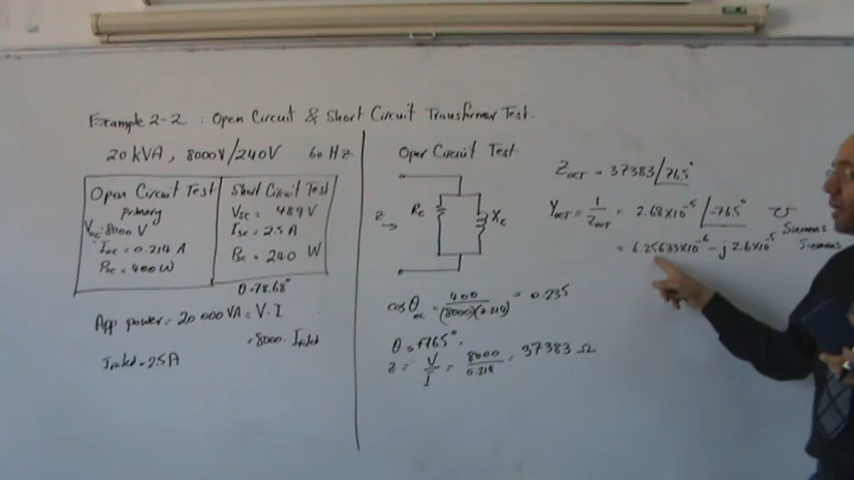 Example 2-2 : Open Circuit & Short Circuit Transformer Test.
20 kVA, 8000V/240V 60 Hz
Open Circuit Test
primary
Voc = 8000 V
Ioc = 0.214 A
Poc = 400 W
Short Circuit Test
Vsc = 489 V
Isc = 2.5 A
Psc = 240 W
θ=78.68°
App power = 20 000 VA = V·I
= 8000· Irated
Irated = 2.5 A
Open Circuit Test
Z →
Rc
Xc
cos θoc = 400 / (8000)(0.214) = 0.235
θ = 76.5°.
Z = V/I = 8000/0.214 = 37383 Ω
ZOCT = 37383 /76.5°
YOCT = 1/ZOCT = 2.68×10⁻⁵ /-76.5° ℧
Siemens
= 6.25633×10⁻⁶ - j 2.6×10⁻⁵ Siemens